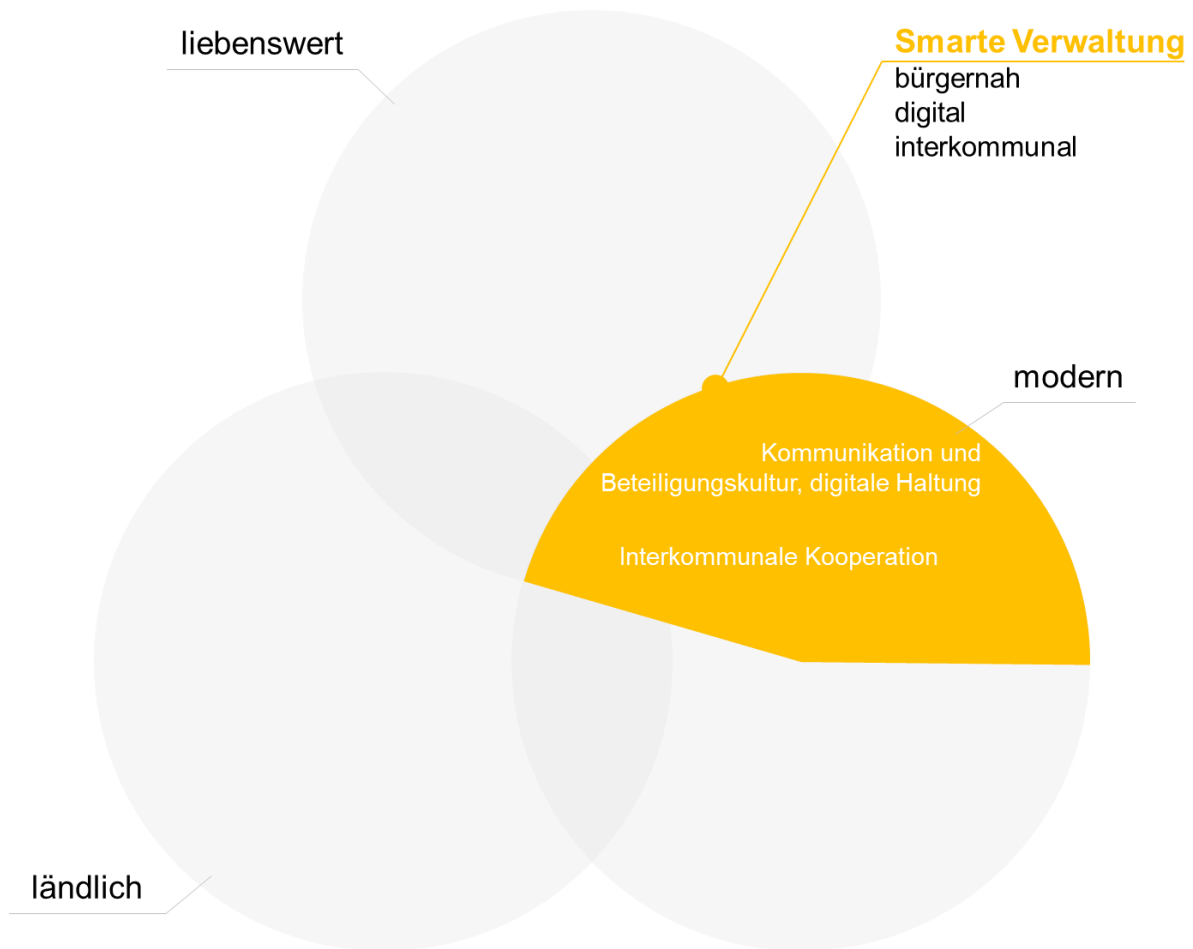 liebenswert
Smarte Verwaltung
bürgernah
digital
interkommunal
modern
Kommunikation und
Beteiligungskultur, digitale Haltung
Interkommunale Kooperation
ländlich